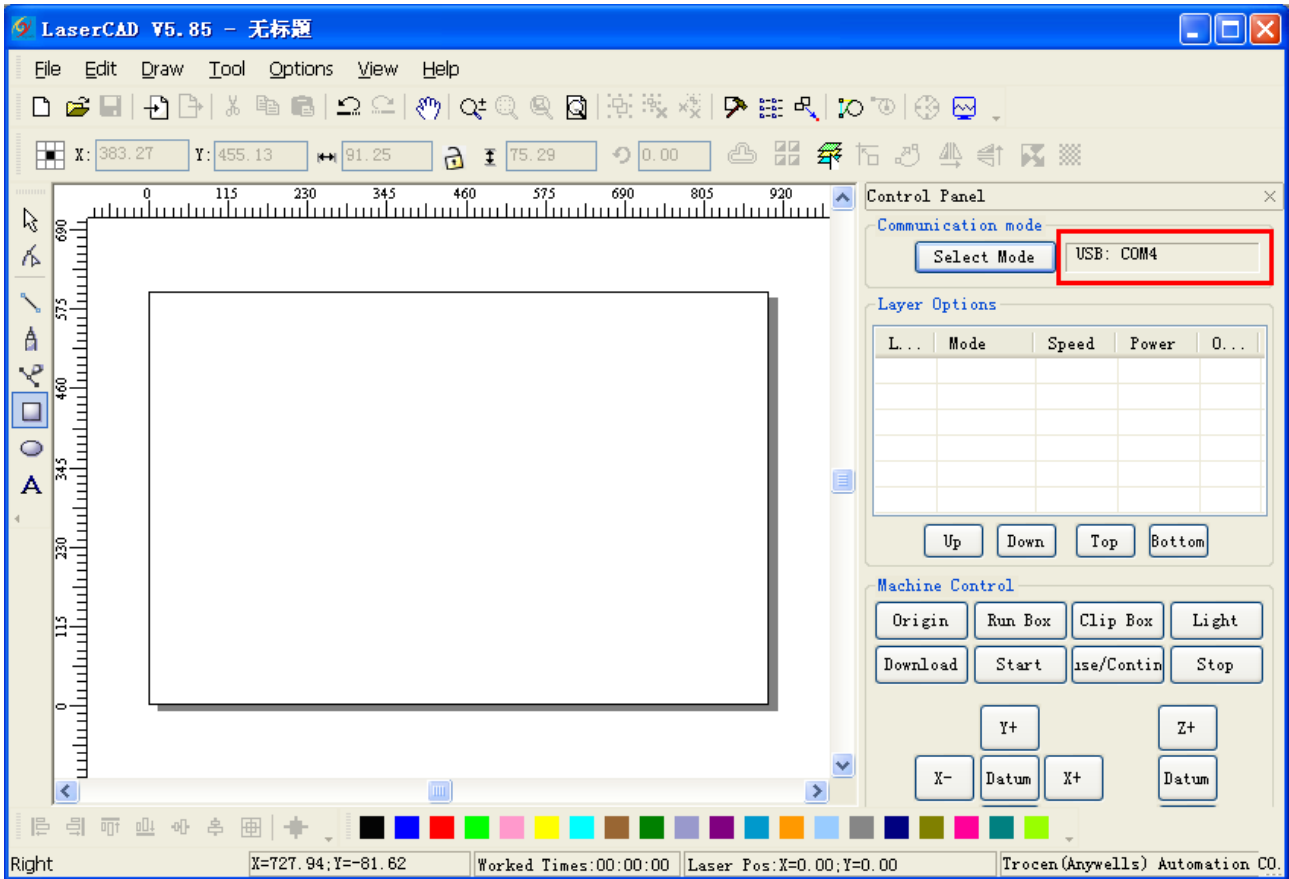 LaserCAD V5.85 - 无标题
File Edit Draw Tool Options View Help
X: 383.27 Y: 455.13 91.25 75.29 0.00
0 115 230 345 460 575 690 805 920
690
575
460
345
230
115
0
A
Control Panel
Communication mode
Select Mode USB: COM4
Layer Options
L... Mode Speed Power O...
Up Down Top Bottom
Machine Control
Origin Run Box Clip Box Light
Download Start use/Contin Stop
Y+ Z+
X- Datum X+ Datum
Right X=727.94;Y=-81.62 Worked Times:00:00:00 Laser Pos:X=0.00;Y=0.00 Trocen(Anywells) Automation CO.